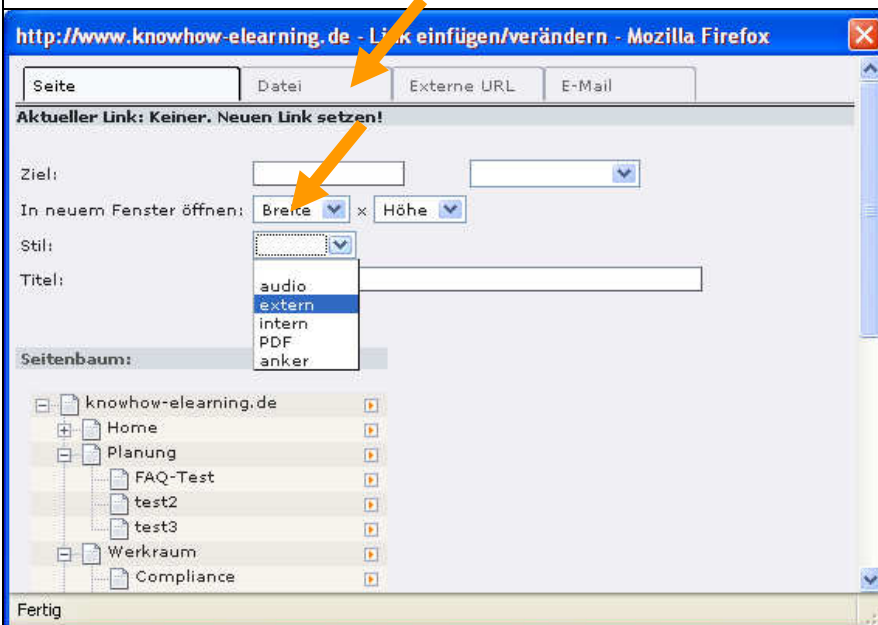 http://www.knowhow-elearning.de - Link einfügen/verändern - Mozilla Firefox
Seite Datei Externe URL E-Mail
Aktueller Link: Keiner. Neuen Link setzen!
Ziel:
In neuem Fenster öffnen: Breite x Höhe
Stil:
Titel:
audio
extern
intern
PDF
anker
Seitenbaum:
knowhow-elearning.de
Home
Planung
FAQ-Test
test2
test3
Werkraum
Compliance
Fertig